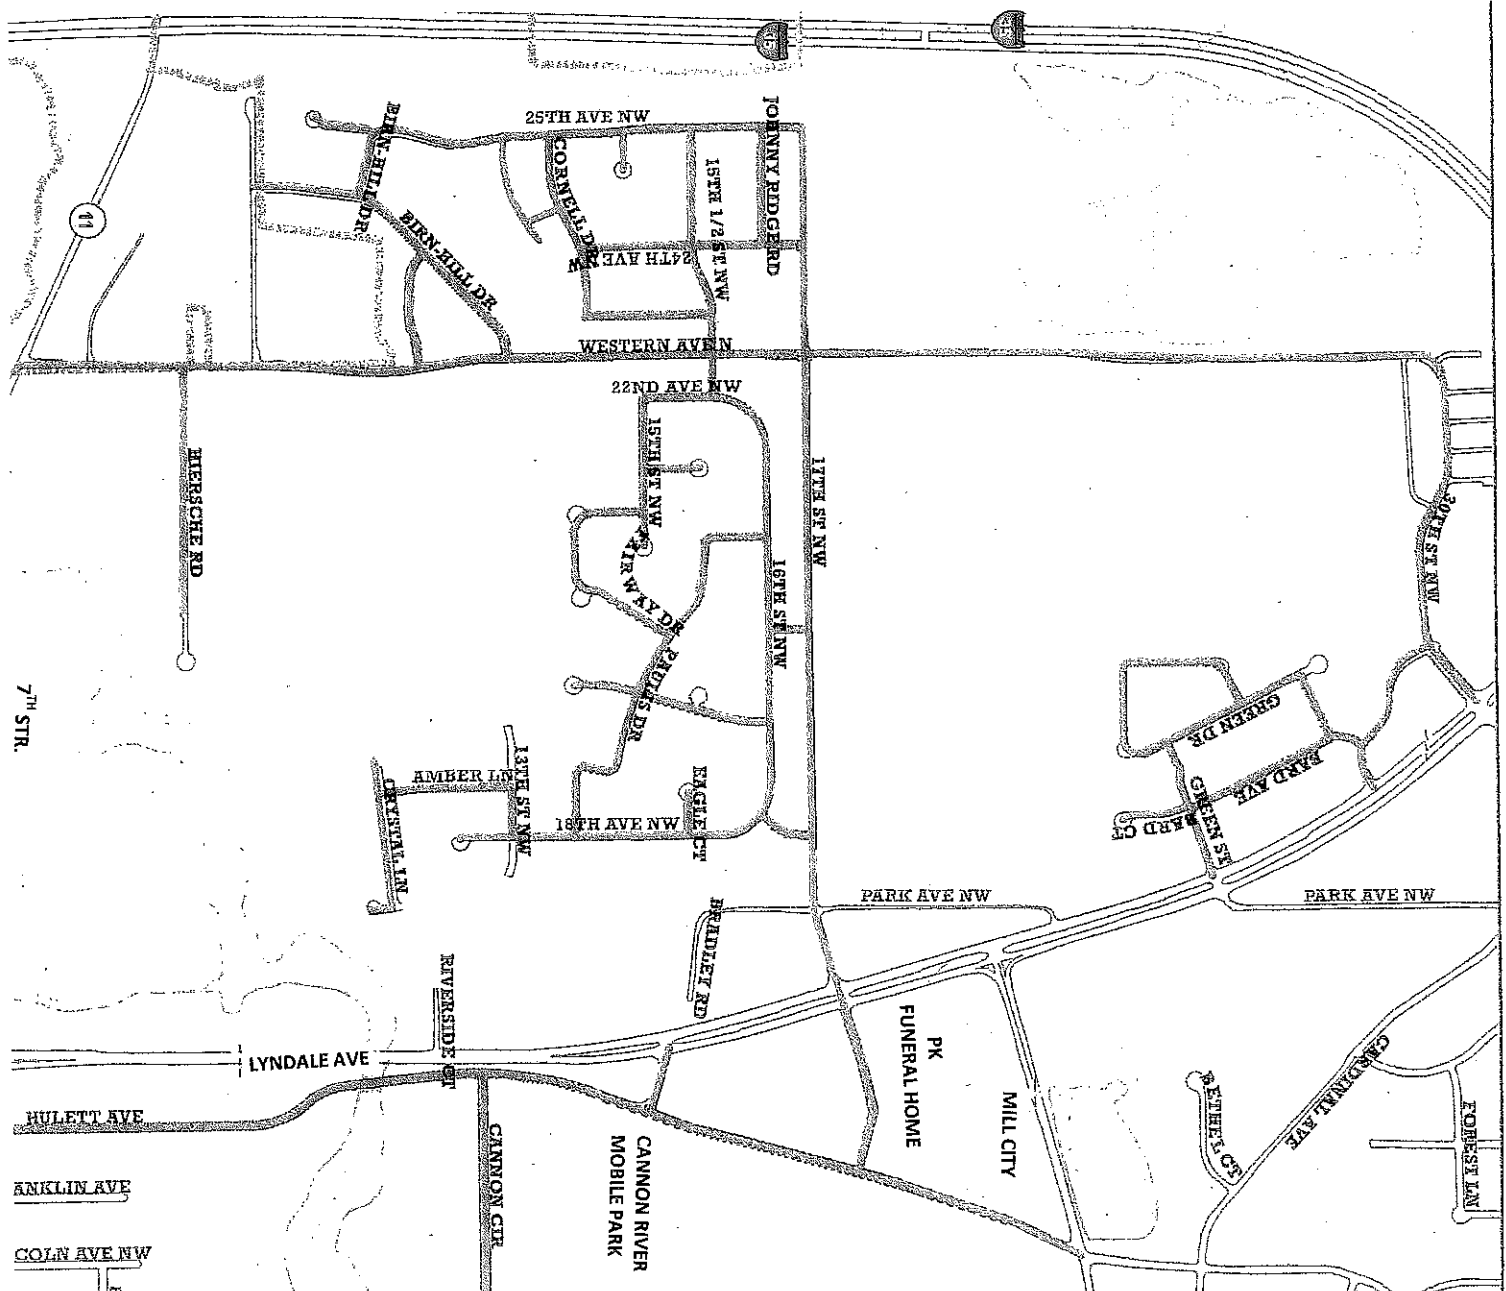 25TH AVE NW
BIRN-HILL DR
CORNELL DR
15TH 1/2 ST NW
JOHNNY RIDGE RD
11
BIRN-HILL DR
24TH AVE NW
WESTERN AVE N
22ND AVE NW
15TH ST NW
HIERSCHE RD
17TH ST NW
30TH ST NW
16TH ST NW
PAULS DR
7TH STR.
GREEN DR
BARD AVE
GREEN ST
BARD CT
AMBER LN
13TH ST NW
CRYSTAL LN
18TH AVE NW
EAGLE CT
PARK AVE NW
PARK AVE NW
BRADLEY RD
RIVERSIDE CT
LYNDALE AVE
PK
FUNERAL HOME
MILL CITY
CARDINAL AVE
BETHEL CT
FOREST LN
HULETT AVE
CANNON CIR
CANNON RIVER
MOBILE PARK
ANKLIN AVE
COLN AVE NW